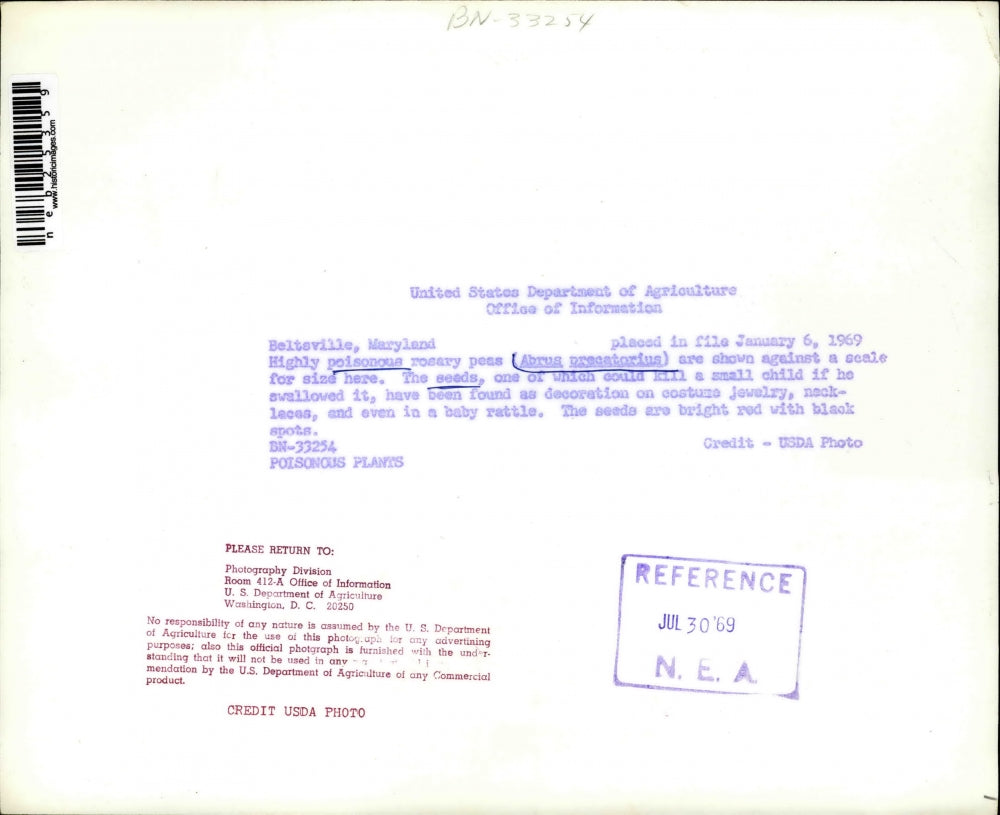 BN-33254
neb25359
www.historicimages.com
United States Department of Agriculture
Office of Information
Beltsville, Maryland placed in file January 6, 1969
Highly poisonous rosary peas (Abrus precatorius) are shown against a scale
for size here. The seeds, one of which could kill a small child if he
swallowed it, have been found as decoration on costume jewelry, neck-
laces, and even in a baby rattle. The seeds are bright red with black
spots.
BN-33254 Credit - USDA Photo
POISONOUS PLANTS
PLEASE RETURN TO:
Photography Division
Room 412-A Office of Information
U. S. Department of Agriculture
Washington, D. C. 20250
No responsibility of any nature is assumed by the U. S. Department
of Agriculture for the use of this photograph for any advertining
purposes; also this official photgraph is furnished with the under-
standing that it will not be used in any
mendation by the U.S. Department of Agriculture of any Commercial
product.
CREDIT USDA PHOTO
REFERENCE
JUL 30 '69
N. E. A.